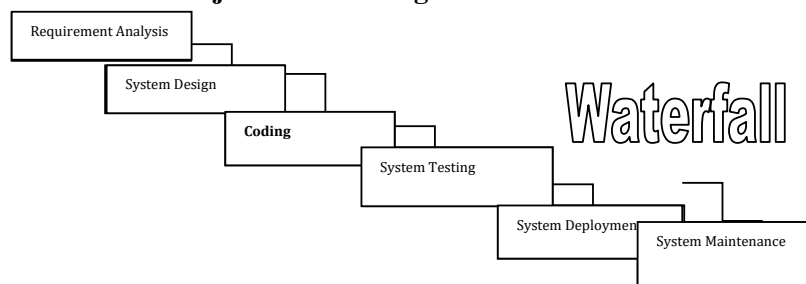 Requirement Analysis
System Design
Coding
Waterfall
System Testing
System Deploymen
System Maintenance